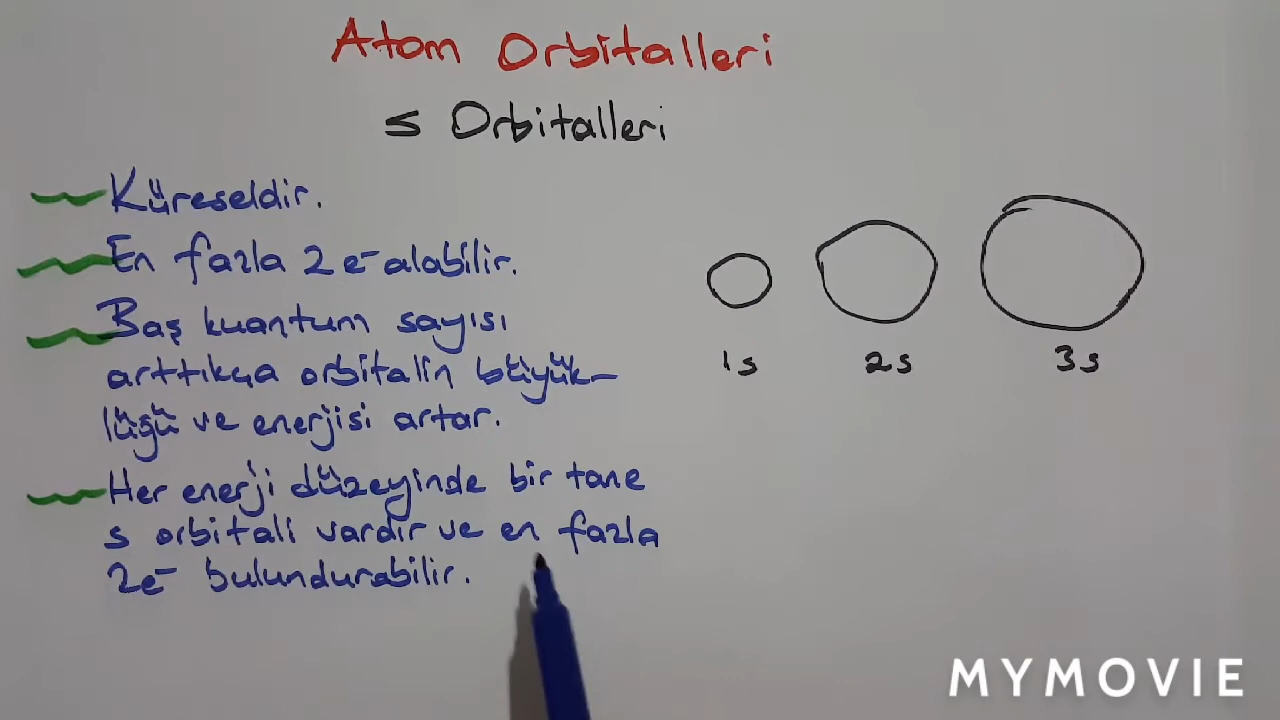 Atom Orbitalleri
s Orbitalleri
Küreseldir.
En fazla 2e⁻ alabilir.
Baş kuantum sayısı
arttıkça orbitalin büyük-
lüğü ve enerjisi artar.
Her enerji düzeyinde bir tane
s orbitali vardır ve en fazla
2e⁻ bulundurabilir.
1s 2s 3s
MYMOVIE